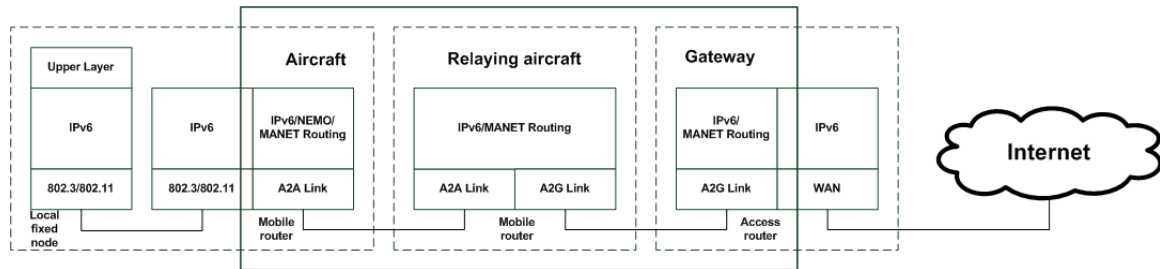 Aircraft
Relaying aircraft
Gateway
Upper Layer
IPv6
IPv6
IPv6/NEMO/
MANET Routing
IPv6/MANET Routing
IPv6/
MANET Routing
IPv6
Internet
802.3/802.11
802.3/802.11
A2A Link
A2A Link
A2G Link
A2G Link
WAN
Local
fixed
node
Mobile
router
Mobile
router
Access
router